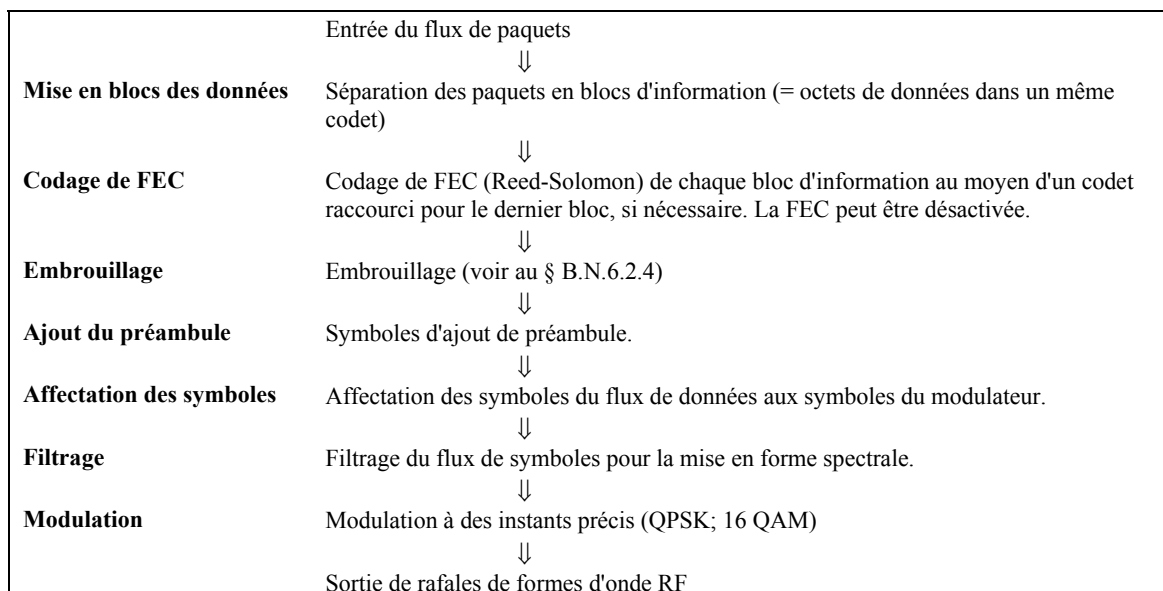 Entrée du flux de paquets
⇓
Mise en blocs des données Séparation des paquets en blocs d'information (= octets de données dans un même
codet)
⇓
Codage de FEC Codage de FEC (Reed-Solomon) de chaque bloc d'information au moyen d'un codet
raccourci pour le dernier bloc, si nécessaire. La FEC peut être désactivée.
⇓
Embrouillage Embrouillage (voir au § B.N.6.2.4)
⇓
Ajout du préambule Symboles d'ajout de préambule.
⇓
Affectation des symboles Affectation des symboles du flux de données aux symboles du modulateur.
⇓
Filtrage Filtrage du flux de symboles pour la mise en forme spectrale.
⇓
Modulation Modulation à des instants précis (QPSK; 16 QAM)
⇓
Sortie de rafales de formes d'onde RF